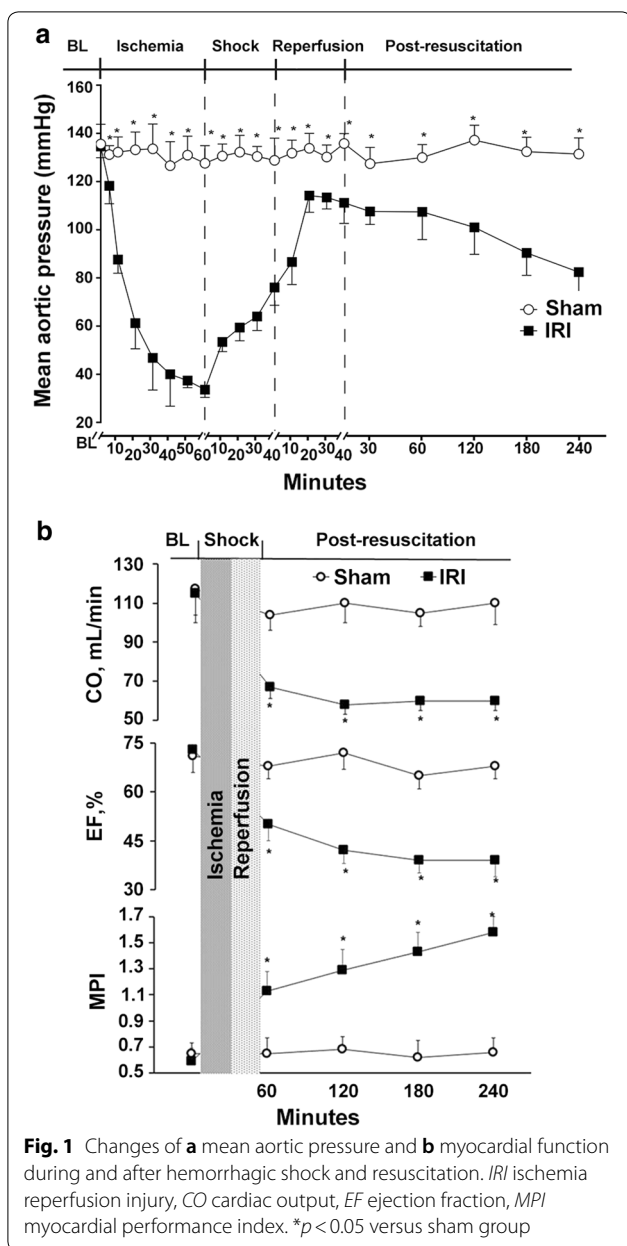 a
BL Ischemia Shock Reperfusion Post-resuscitation
Mean aortic pressure (mmHg)
160
140
120
100
80
60
40
20
* * * * * * * * * * * * * * * * * * * *
Sham
IRI
BL 10 20 30 40 50 60 10 20 30 40 10 20 30 40 30 60 120 180 240
Minutes
b
BL Shock Post-resuscitation
Sham IRI
CO, mL/min
130
110
90
70
50
* * * *
EF,%
75
60
45
30
* * * *
Ischemia
Reperfusion
MPI
1.7
1.5
1.3
1.1
0.9
0.7
0.5
* * * *
60 120 180 240
Minutes
Fig. 1 Changes of a mean aortic pressure and b myocardial function
during and after hemorrhagic shock and resuscitation. IRI ischemia
reperfusion injury, CO cardiac output, EF ejection fraction, MPI
myocardial performance index. *p < 0.05 versus sham group